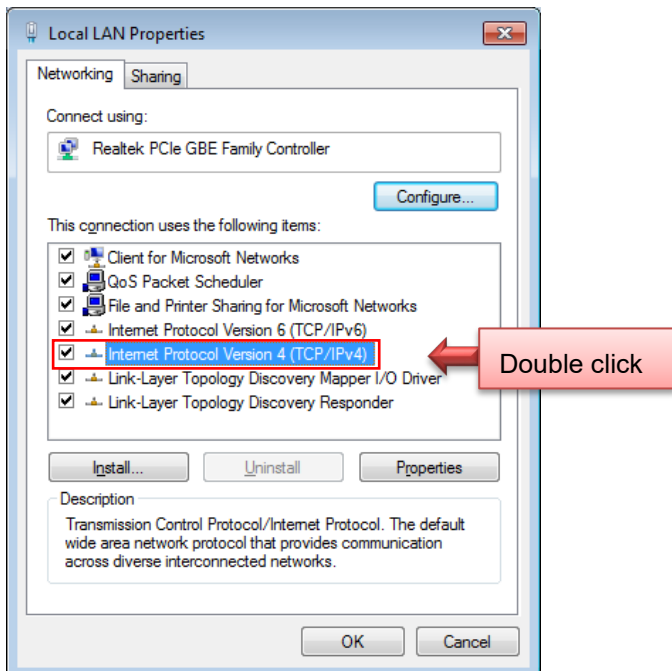 Local LAN Properties
Networking
Sharing
Connect using:
Realtek PCIe GBE Family Controller
Configure...
This connection uses the following items:
Client for Microsoft Networks
QoS Packet Scheduler
File and Printer Sharing for Microsoft Networks
Internet Protocol Version 6 (TCP/IPv6)
Internet Protocol Version 4 (TCP/IPv4)
Double click
Link-Layer Topology Discovery Mapper I/O Driver
Link-Layer Topology Discovery Responder
Install...
Uninstall
Properties
Description
Transmission Control Protocol/Internet Protocol. The default
wide area network protocol that provides communication
across diverse interconnected networks.
OK
Cancel